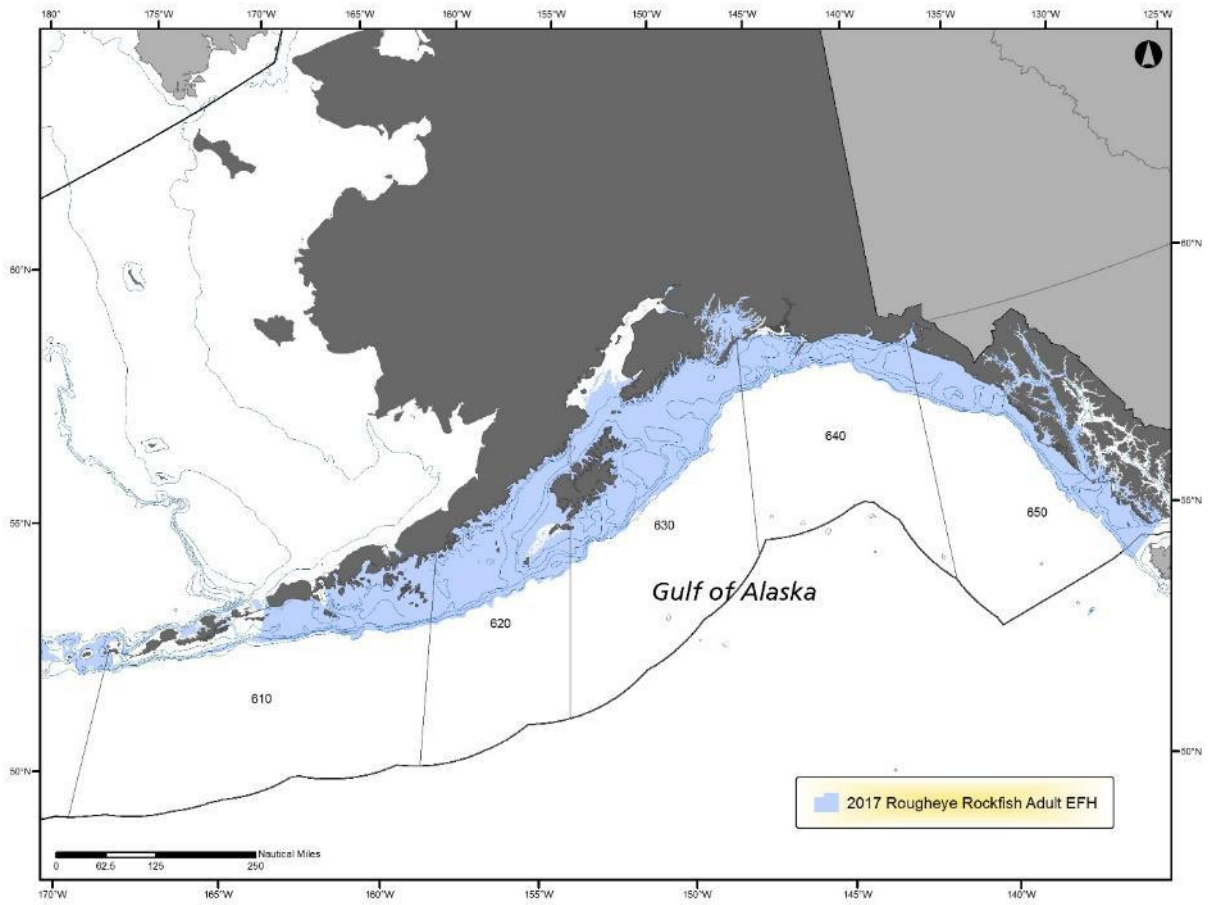 180° 175°W 170°W 165°W 160°W 155°W 150°W 145°W 140°W 135°W 130°W 125°W
60°N 60°N
55°N 55°N
640
650
630
Gulf of Alaska
620
610
50°N 50°N
2017 Rougheye Rockfish Adult EFH
Nautical Miles
0 62.5 125 250
170°W 165°W 160°W 155°W 150°W 145°W 140°W